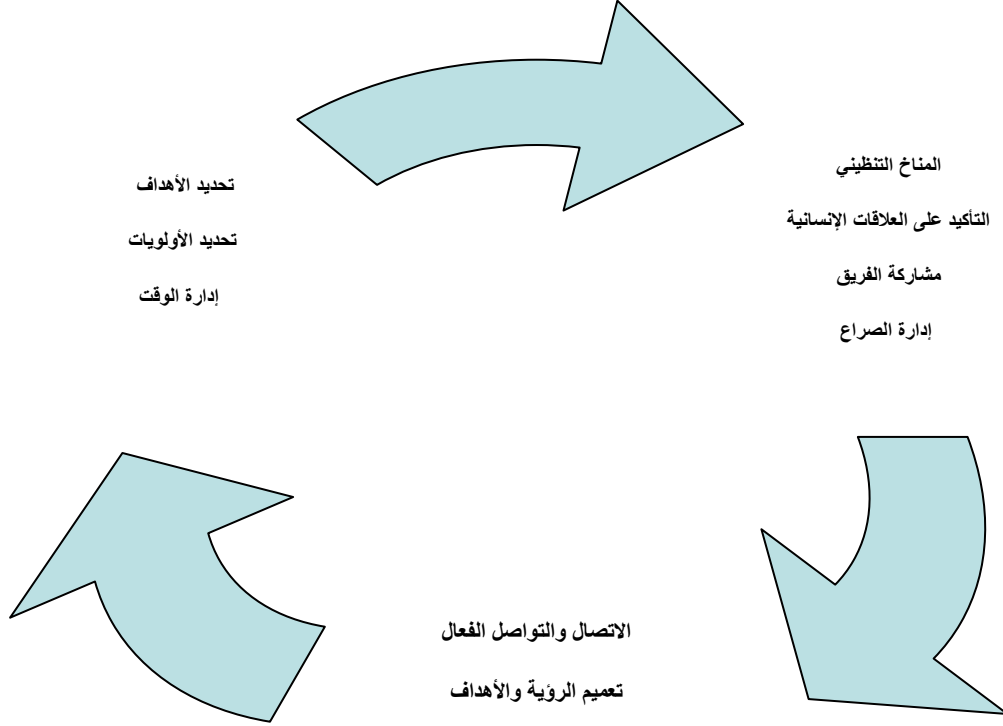 المناخ التنظيني
التأكيد على العلاقات الإنسانية
مشاركة الفريق
إدارة الصراع
تحديد الأهداف
تحديد الأولويات
إدارة الوقت
الاتصال والتواصل الفعال
تعميم الرؤية والأهداف